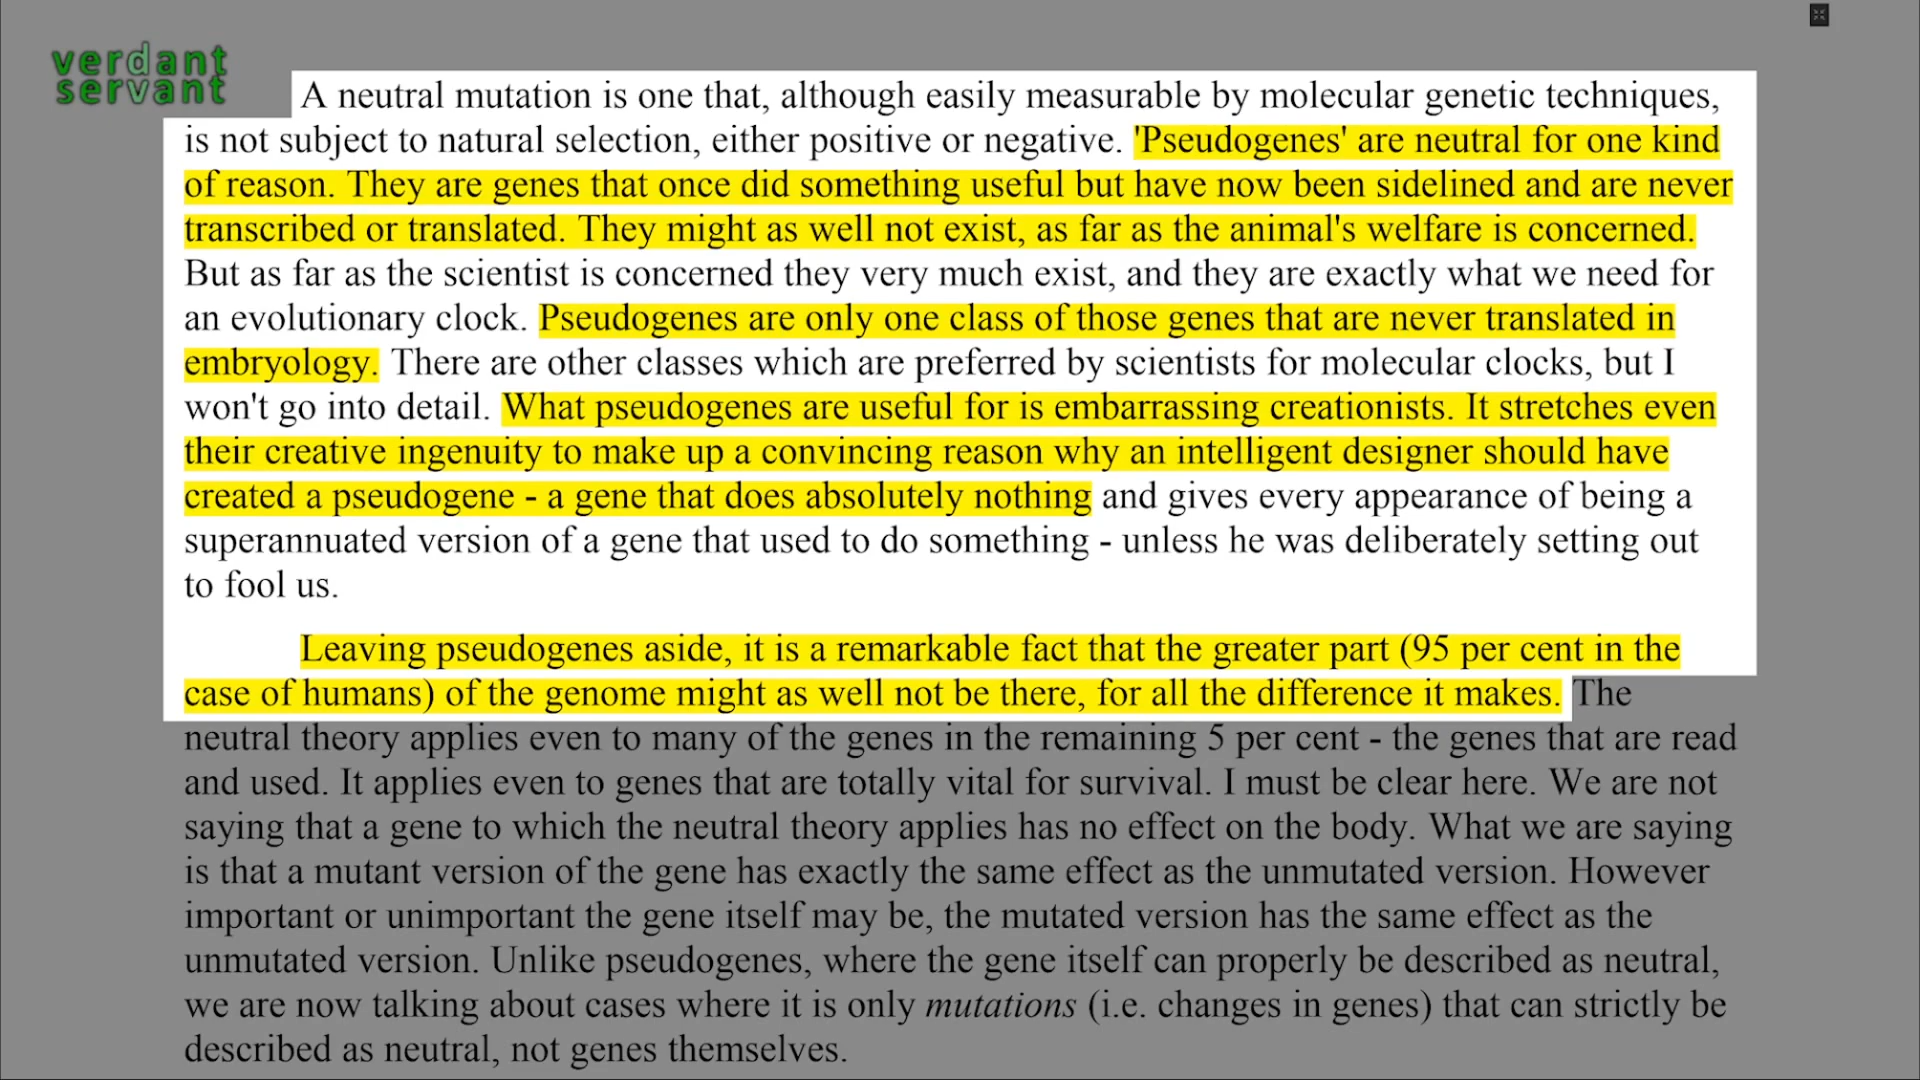 verdant
servant
A neutral mutation is one that, although easily measurable by molecular genetic techniques,
is not subject to natural selection, either positive or negative. 'Pseudogenes' are neutral for one kind
of reason. They are genes that once did something useful but have now been sidelined and are never
transcribed or translated. They might as well not exist, as far as the animal's welfare is concerned.
But as far as the scientist is concerned they very much exist, and they are exactly what we need for
an evolutionary clock. Pseudogenes are only one class of those genes that are never translated in
embryology. There are other classes which are preferred by scientists for molecular clocks, but I
won't go into detail. What pseudogenes are useful for is embarrassing creationists. It stretches even
their creative ingenuity to make up a convincing reason why an intelligent designer should have
created a pseudogene - a gene that does absolutely nothing and gives every appearance of being a
superannuated version of a gene that used to do something - unless he was deliberately setting out
to fool us.
Leaving pseudogenes aside, it is a remarkable fact that the greater part (95 per cent in the
case of humans) of the genome might as well not be there, for all the difference it makes. The
neutral theory applies even to many of the genes in the remaining 5 per cent - the genes that are read
and used. It applies even to genes that are totally vital for survival. I must be clear here. We are not
saying that a gene to which the neutral theory applies has no effect on the body. What we are saying
is that a mutant version of the gene has exactly the same effect as the unmutated version. However
important or unimportant the gene itself may be, the mutated version has the same effect as the
unmutated version. Unlike pseudogenes, where the gene itself can properly be described as neutral,
we are now talking about cases where it is only mutations (i.e. changes in genes) that can strictly be
described as neutral, not genes themselves.